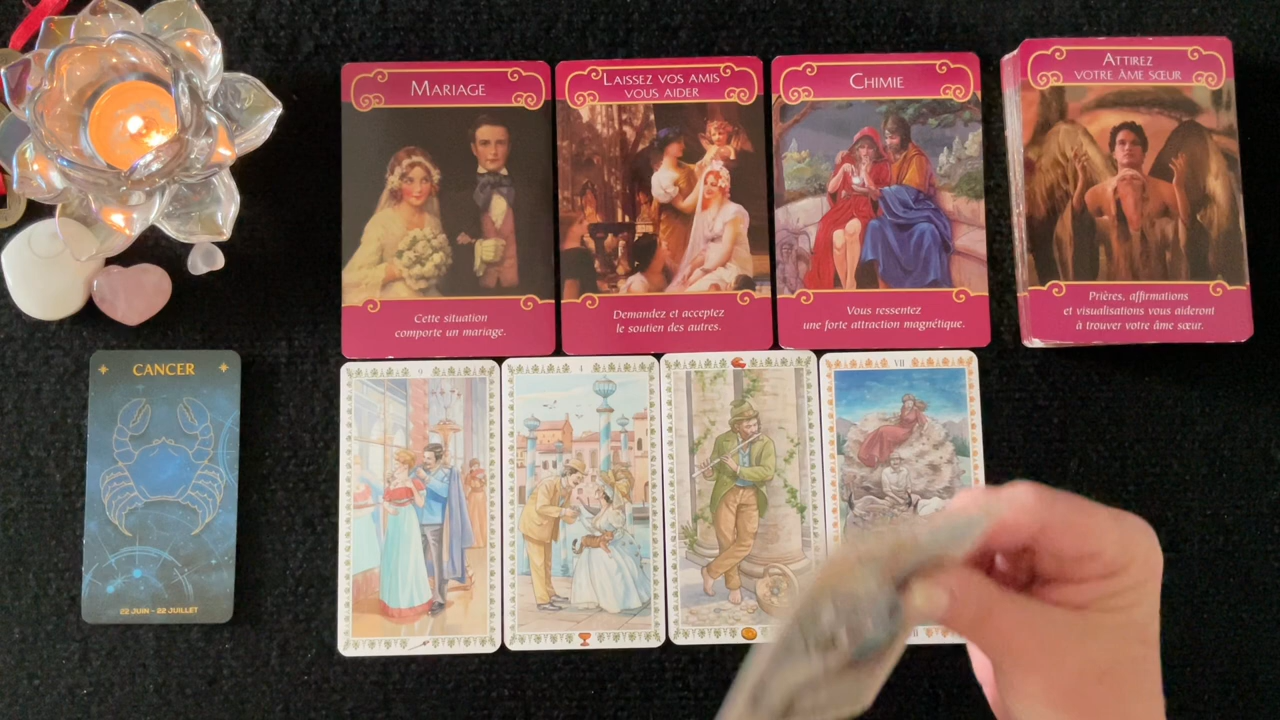 MARIAGE
LAISSEZ VOS AMIS
VOUS AIDER
CHIMIE
ATTIREZ
VOTRE ÂME SŒUR
Cette situation
comporte un mariage.
Demandez et acceptez
le soutien des autres.
Vous ressentez
une forte attraction magnétique.
Prières, affirmations
et visualisations vous aideront
à trouver votre âme sœur.
CANCER
22 JUIN - 22 JUILLET
9
4
VII